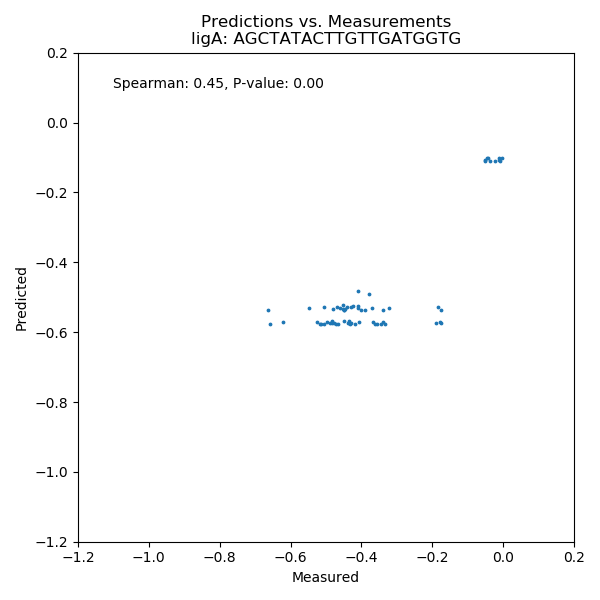 Predictions vs. Measurements
ligA: AGCTATACTTGTTGATGGTG
Spearman: 0.45, P-value: 0.00
0.2
0.0
−0.2
−0.4
−0.6
−0.8
−1.0
−1.2
Predicted
−1.2 −1.0 −0.8 −0.6 −0.4 −0.2 0.0 0.2
Measured